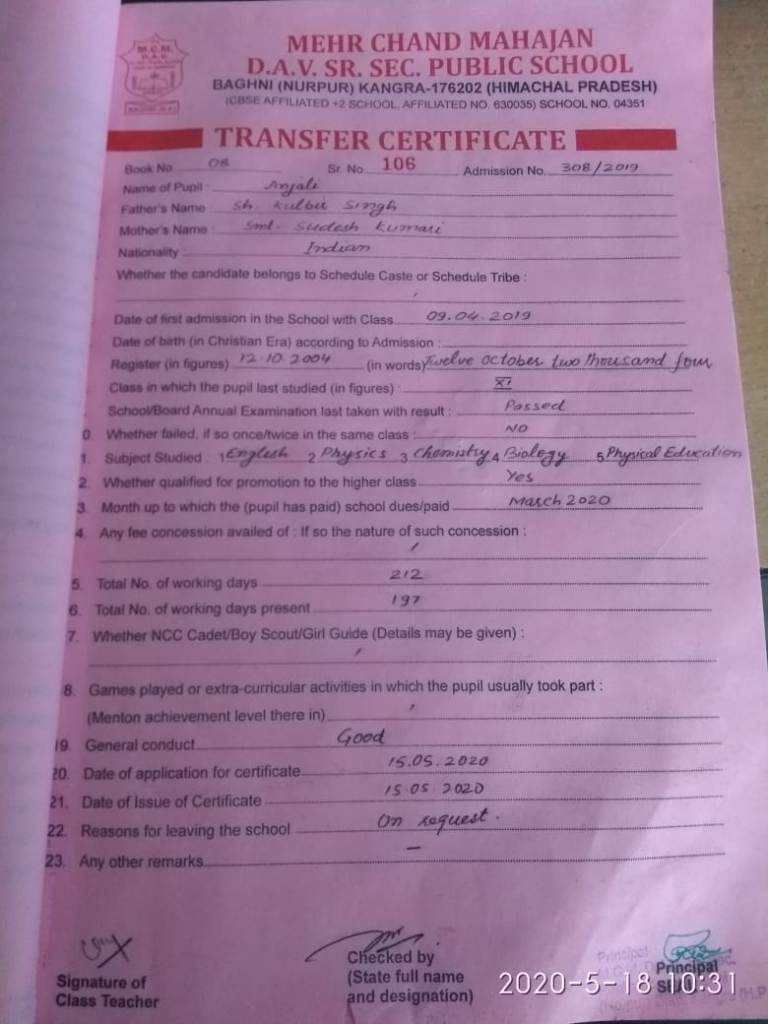 M.C.M.
D.A.V.
MEHR CHAND MAHAJAN
D.A.V. SR. SEC. PUBLIC SCHOOL
BAGHNI (NURPUR) KANGRA-176202 (HIMACHAL PRADESH)
(CBSE AFFILIATED +2 SCHOOL, AFFILIATED NO. 630035) SCHOOL NO. 04351
TRANSFER CERTIFICATE
Book No. 08 Sr. No. 106 Admission No. 308/2019
Name of Pupil : Anjali
Father's Name Sh. Kulbir Singh
Mother's Name : Smt. Sudesh Kumari
Nationality : Indian
Whether the candidate belongs to Schedule Caste or Schedule Tribe :
Date of first admission in the School with Class 09.04.2019
Date of birth (in Christian Era) according to Admission :
Register (in figures) 12.10.2004 (in words) Twelve October two thousand four
Class in which the pupil last studied (in figures) : XI
School/Board Annual Examination last taken with result : Passed
0. Whether failed, if so once/twice in the same class : NO
1. Subject Studied 1 English 2 Physics 3 Chemistry 4 Biology 5 Physical Education
2. Whether qualified for promotion to the higher class Yes
3. Month up to which the (pupil has paid) school dues/paid March 2020
4. Any fee concession availed of : If so the nature of such concession :
5. Total No. of working days 212
6. Total No. of working days present 197
7. Whether NCC Cadet/Boy Scout/Girl Guide (Details may be given) :
8. Games played or extra-curricular activities in which the pupil usually took part :
(Menton achievement level there in)
19. General conduct Good
20. Date of application for certificate 15.05.2020
21. Date of Issue of Certificate 15.05 2020
22. Reasons for leaving the school On request.
23. Any other remarks —
Signature of
Class Teacher
Checked by
(State full name
and designation)
Principal
Principal
2020-5-18 10:31